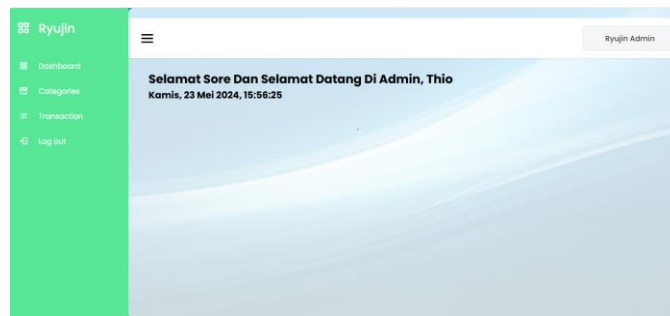 Ryujin
Dashboard
Categories
Transaction
Log out
Ryujin Admin
Selamat Sore Dan Selamat Datang Di Admin, Thio
Kamis, 23 Mei 2024, 15:56:25